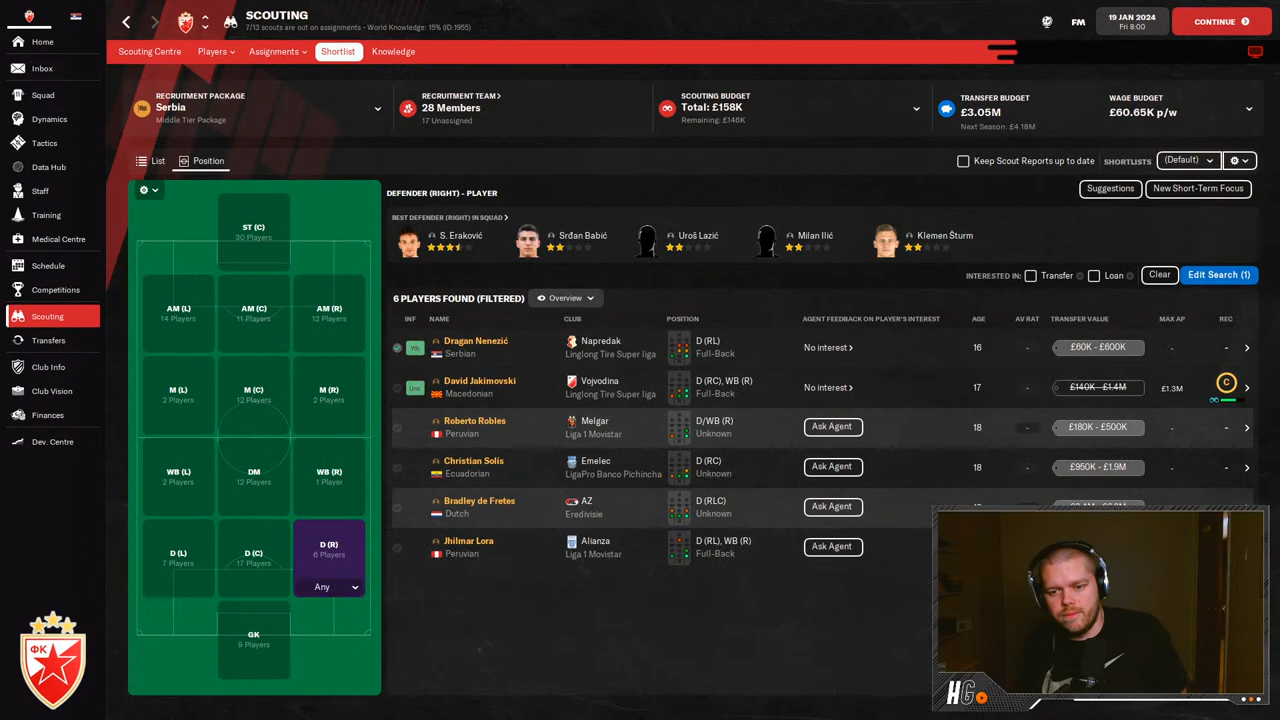 SCOUTING
7/13 scouts are out on assignments - World Knowledge: 15% (ID:1955)
FM
19 JAN 2024
Fri 8:00
CONTINUE
Home
Inbox
Squad
Dynamics
Tactics
Data Hub
Staff
Training
Medical Centre
Schedule
Competitions
Scouting
Transfers
Club Info
Club Vision
Finances
Dev. Centre
Scouting Centre
Players
Assignments
Shortlist
Knowledge
RECRUITMENT PACKAGE
Serbia
Middle Tier Package
RECRUITMENT TEAM
28 Members
17 Unassigned
SCOUTING BUDGET
Total: £158K
Remaining: £146K
TRANSFER BUDGET
£3.05M
Next Season: £4.18M
WAGE BUDGET
£60.65K p/w
List
Position
Keep Scout Reports up to date
SHORTLISTS
(Default)
ST (C)
30 Players
AM (L)
14 Players
AM (C)
11 Players
AM (R)
12 Players
M (L)
2 Players
M (C)
12 Players
M (R)
2 Players
WB (L)
2 Players
DM
12 Players
WB (R)
1 Player
D (L)
7 Players
D (C)
17 Players
D (R)
6 Players
Any
GK
9 Players
DEFENDER (RIGHT) - PLAYER
Suggestions
New Short-Term Focus
BEST DEFENDER (RIGHT) IN SQUAD
S. Eraković
Srđan Babić
Uroš Lazić
Milan Ilić
Klemen Šturm
INTERESTED IN:
Transfer
Loan
Clear
Edit Search (1)
6 PLAYERS FOUND (FILTERED)
Overview
INF NAME CLUB POSITION AGENT FEEDBACK ON PLAYER'S INTEREST AGE AV RAT TRANSFER VALUE MAX AP REC
Yth Dragan Nenezić Napredak D (RL) No interest 16 - £60K - £600K - -
Serbian Linglong Tire Super liga Full-Back
Unc David Jakimovski Vojvodina D (RC), WB (R) No interest 17 - £140K - £1.4M £1.3M C
Macedonian Linglong Tire Super liga Full-Back
Roberto Robles Melgar D/WB (R) Ask Agent 18 - £180K - £500K - -
Peruvian Liga 1 Movistar Unknown
Christian Solís Emelec D (RC) Ask Agent 18 - £950K - £1.9M - -
Ecuadorian LigaPro Banco Pichincha Unknown
Bradley de Fretes AZ D (RLC) Ask Agent
Dutch Eredivisie Unknown
Jhilmar Lora Alianza D (RL), WB (R) Ask Agent
Peruvian Liga 1 Movistar Full-Back
ФК
HG